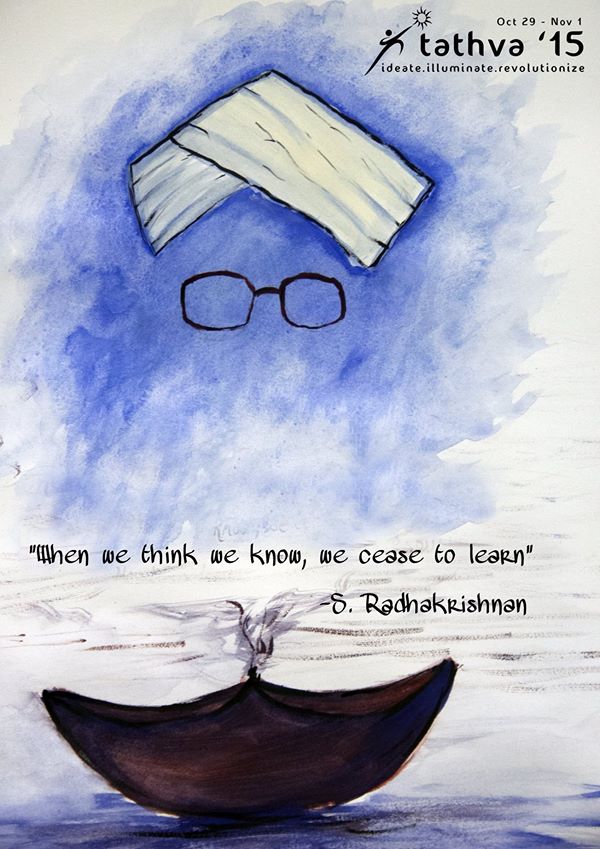 Oct 29 - Nov 1
tathva '15
ideate.illuminate.revolutionize
"When we think we know, we cease to learn"
-S. Radhakrishnan